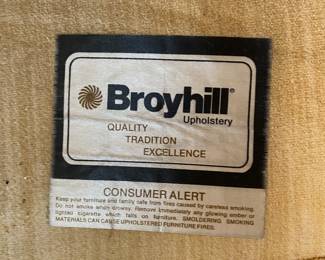 Broyhill®
Upholstery
QUALITY
TRADITION
EXCELLENCE
CONSUMER ALERT
Keep your furniture and family safe from fires caused by careless smoking.
Do not smoke when drowsy. Remove immediately any glowing ember or
lighted cigarette which falls on furniture. SMOLDERING SMOKING
MATERIALS CAN CAUSE UPHOLSTERED FURNITURE FIRES.